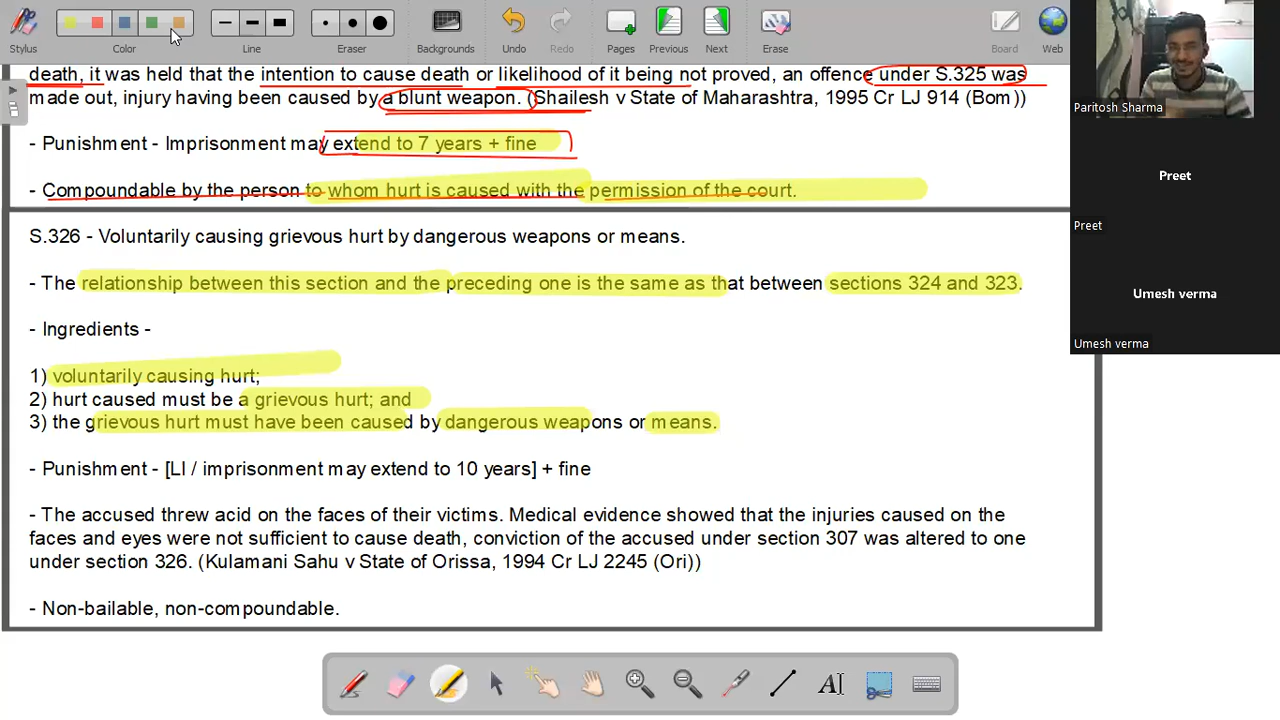 Stylus
Color
Line
Eraser
Backgrounds
Undo
Redo
Pages
Previous
Next
Erase
Board
Web
death, it was held that the intention to cause death or likelihood of it being not proved, an offence under S.325 was
made out, injury having been caused by a blunt weapon. (Shailesh v State of Maharashtra, 1995 Cr LJ 914 (Bom))
- Punishment - Imprisonment may extend to 7 years + fine
- Compoundable by the person to whom hurt is caused with the permission of the court.
S.326 - Voluntarily causing grievous hurt by dangerous weapons or means.
- The relationship between this section and the preceding one is the same as that between sections 324 and 323.
- Ingredients -
1) voluntarily causing hurt;
2) hurt caused must be a grievous hurt; and
3) the grievous hurt must have been caused by dangerous weapons or means.
- Punishment - [LI / imprisonment may extend to 10 years] + fine
- The accused threw acid on the faces of their victims. Medical evidence showed that the injuries caused on the
faces and eyes were not sufficient to cause death, conviction of the accused under section 307 was altered to one
under section 326. (Kulamani Sahu v State of Orissa, 1994 Cr LJ 2245 (Ori))
- Non-bailable, non-compoundable.
Paritosh Sharma
Preet
Preet
Umesh verma
Umesh verma